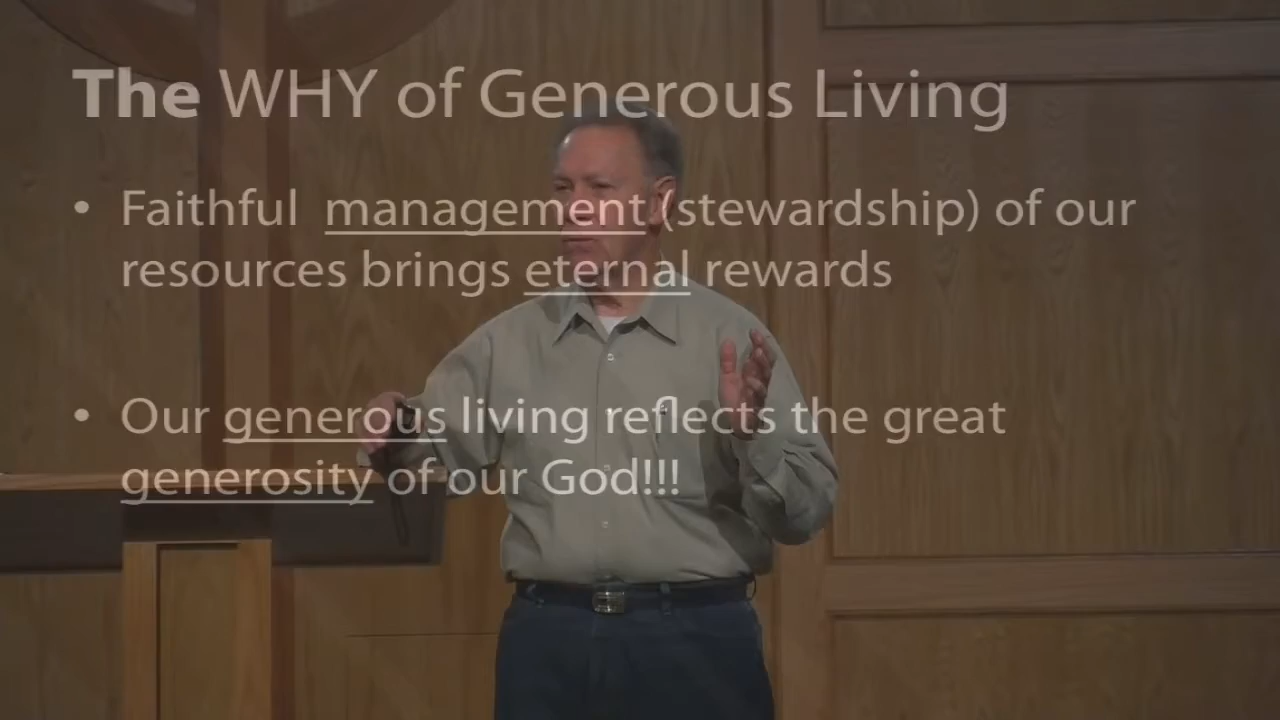 The WHY of Generous Living
• Faithful management (stewardship) of our
resources brings eternal rewards
• Our generous living reflects the great
generosity of our God!!!